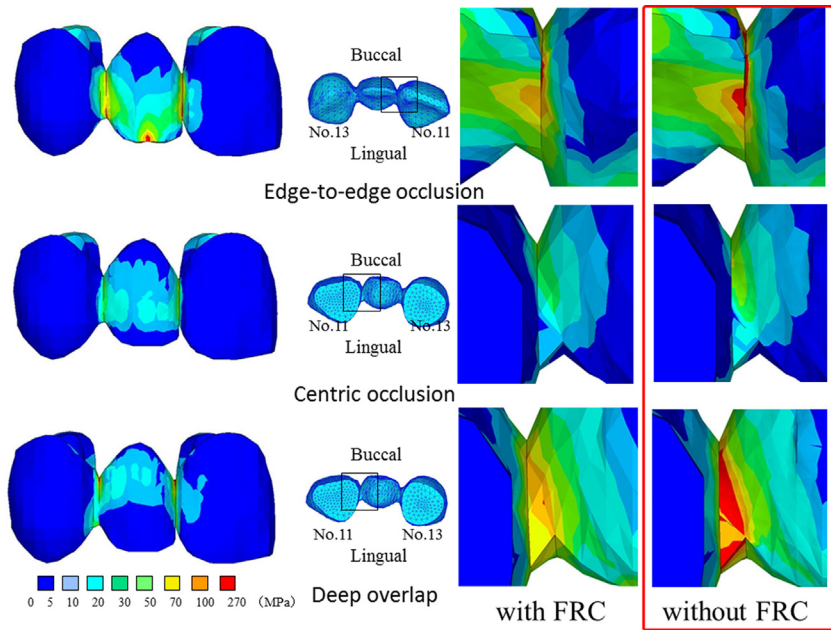 Buccal
No.13 No.11
Lingual
Edge-to-edge occlusion
Buccal
No.11 No.13
Lingual
Centric occlusion
Buccal
No.11 No.13
Lingual
Deep overlap
0 5 10 20 30 50 70 100 270 (MPa)
with FRC without FRC